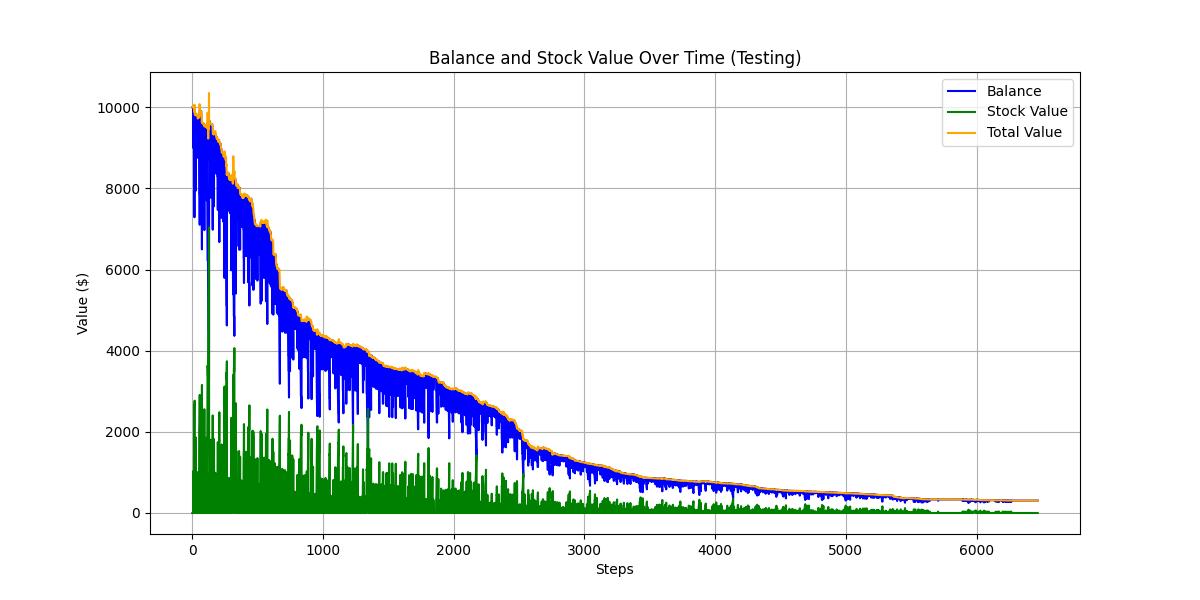 Balance and Stock Value Over Time (Testing)
Balance
Stock Value
Total Value
Value ($)
10000
8000
6000
4000
2000
0
0 1000 2000 3000 4000 5000 6000
Steps